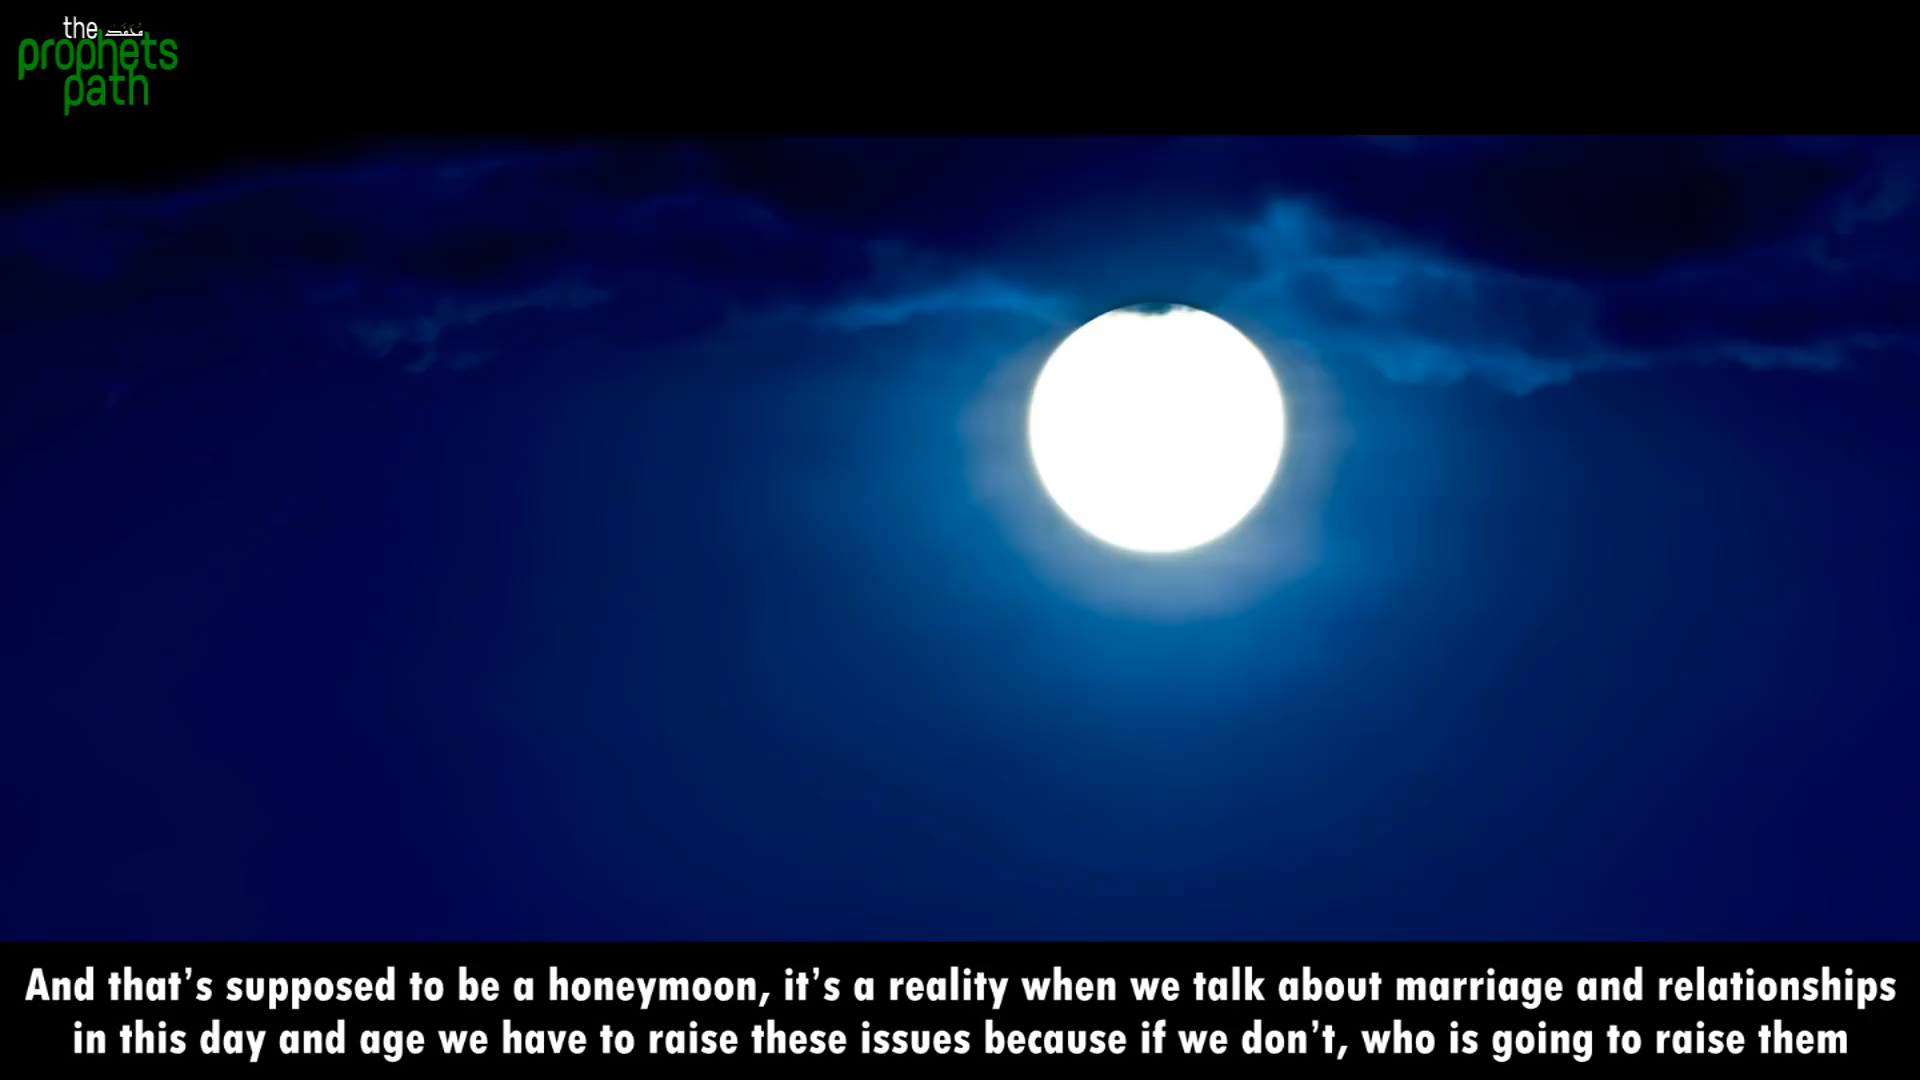 the مُحَمَّد
prophets
path
And that’s supposed to be a honeymoon, it’s a reality when we talk about marriage and relationships
in this day and age we have to raise these issues because if we don’t, who is going to raise them